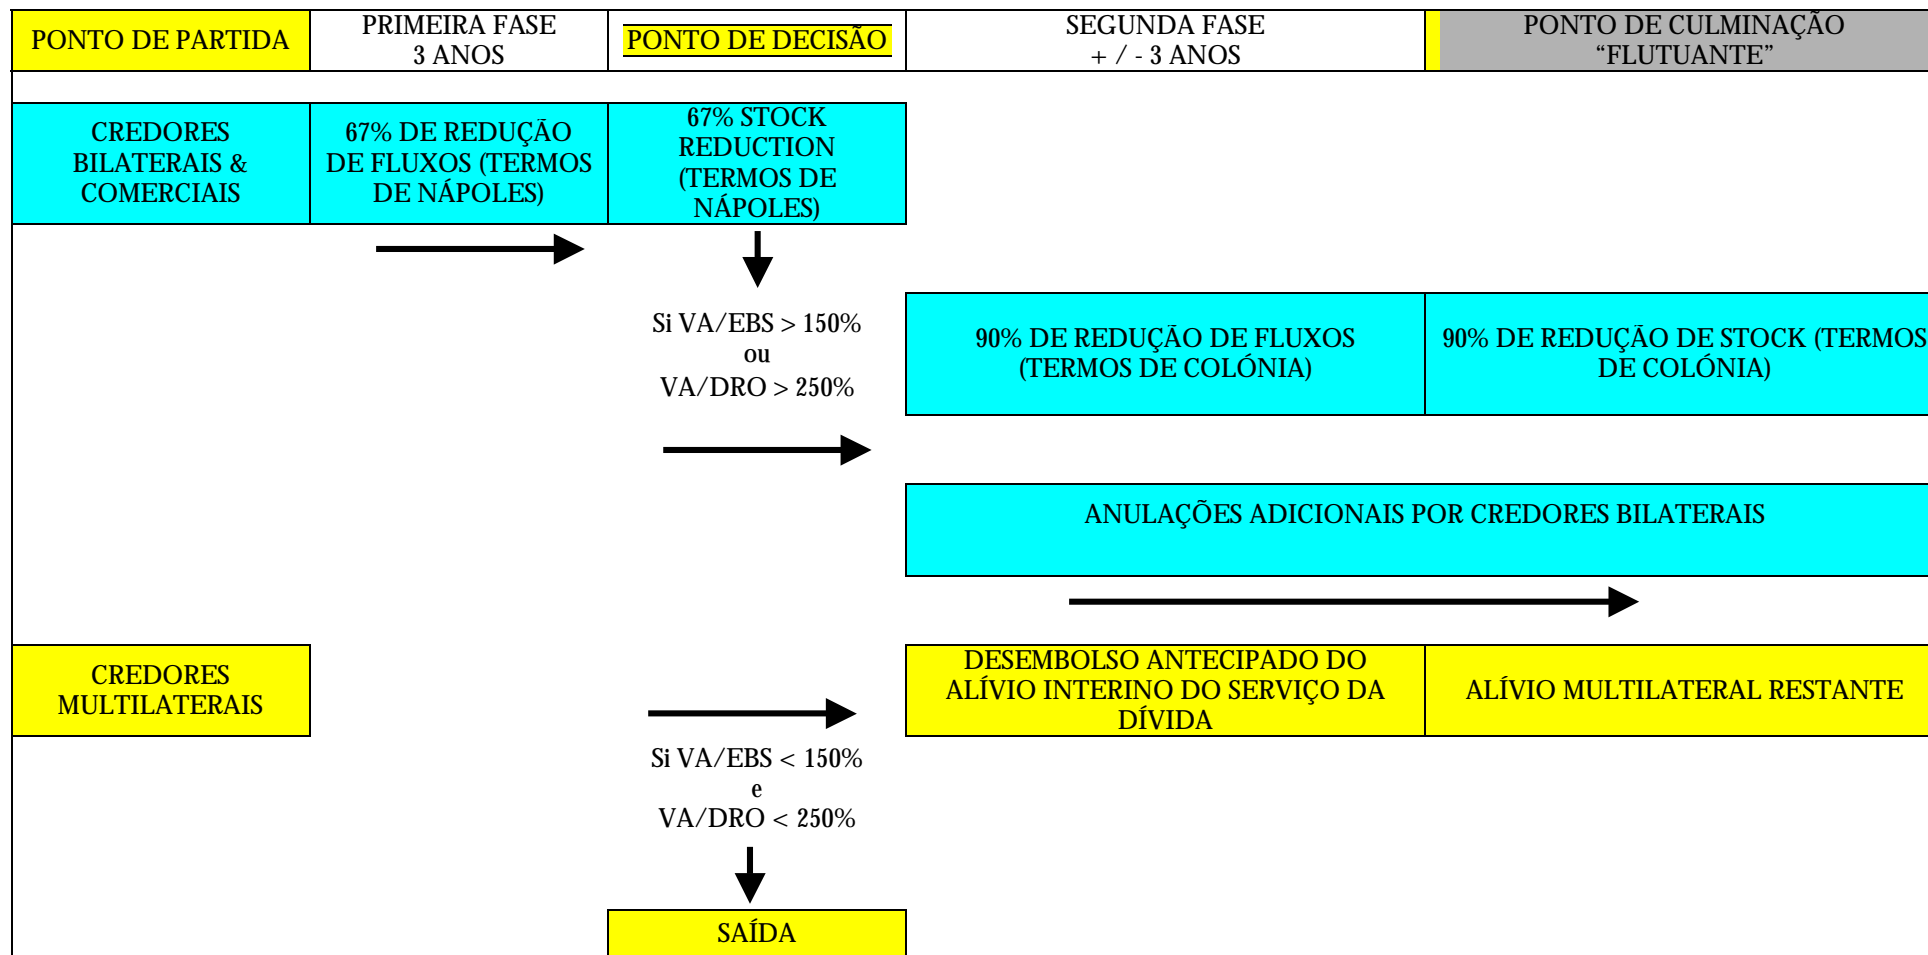 PONTO DE PARTIDA
PRIMEIRA FASE
3 ANOS
PONTO DE DECISÃO
SEGUNDA FASE
+ / - 3 ANOS
PONTO DE CULMINAÇÃO
“FLUTUANTE”
CREDORES
BILATERAIS &
COMERCIAIS
67% DE REDUÇÃO
DE FLUXOS (TERMOS
DE NÁPOLES)
67% STOCK
REDUCTION
(TERMOS DE
NÁPOLES)
Si VA/EBS > 150%
ou
VA/DRO > 250%
90% DE REDUÇÃO DE FLUXOS
(TERMOS DE COLÓNIA)
90% DE REDUÇÃO DE STOCK (TERMOS
DE COLÓNIA)
ANULAÇÕES ADICIONAIS POR CREDORES BILATERAIS
CREDORES
MULTILATERAIS
DESEMBOLSO ANTECIPADO DO
ALÍVIO INTERINO DO SERVIÇO DA
DÍVIDA
ALÍVIO MULTILATERAL RESTANTE
Si VA/EBS < 150%
e
VA/DRO < 250%
SAÍDA